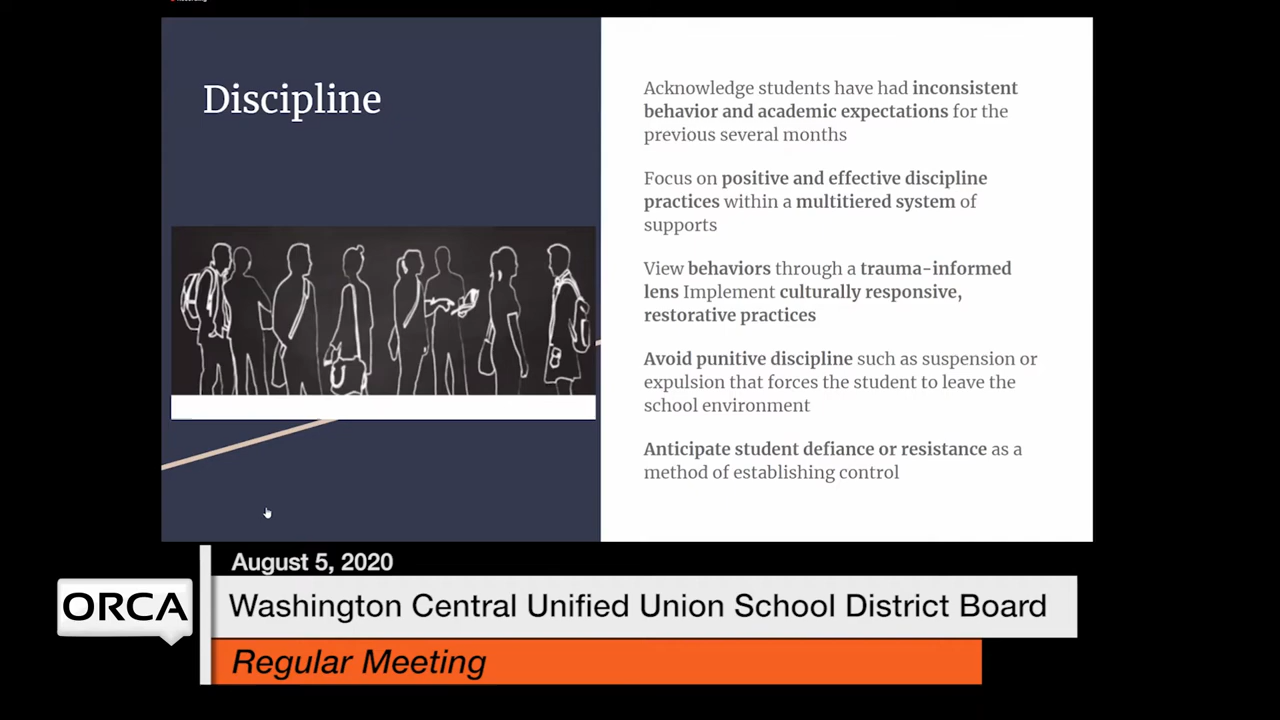 Discipline
Acknowledge students have had inconsistent
behavior and academic expectations for the
previous several months
Focus on positive and effective discipline
practices within a multitiered system of
supports
View behaviors through a trauma-informed
lens Implement culturally responsive,
restorative practices
Avoid punitive discipline such as suspension or
expulsion that forces the student to leave the
school environment
Anticipate student defiance or resistance as a
method of establishing control
August 5, 2020
ORCA
Washington Central Unified Union School District Board
Regular Meeting